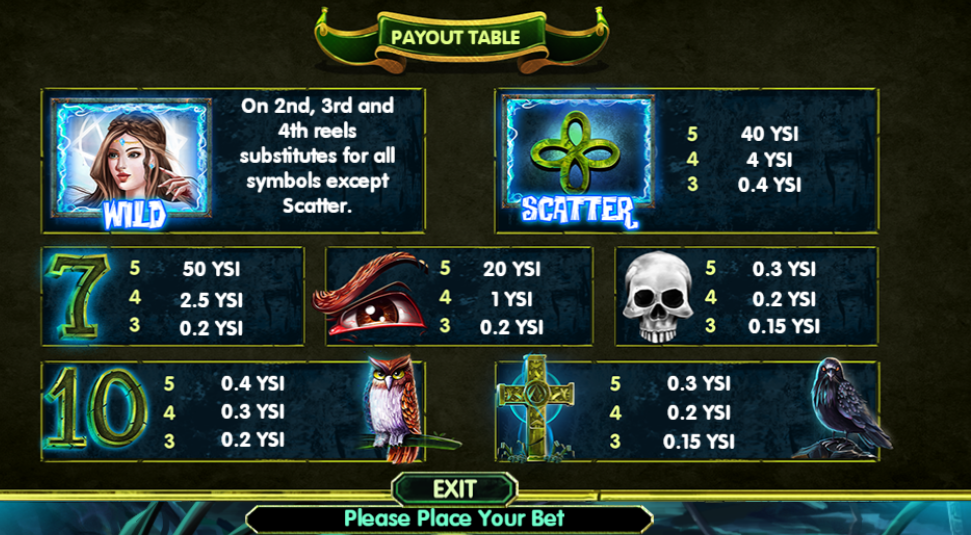 PAYOUT TABLE
On 2nd, 3rd and
4th reels
substitutes for all
symbols except
Scatter.
WILD
5 40 YSI
4 4 YSI
3 0.4 YSI
SCATTER
7
5 50 YSI
4 2.5 YSI
3 0.2 YSI
5 20 YSI
4 1 YSI
3 0.2 YSI
5 0.3 YSI
4 0.2 YSI
3 0.15 YSI
10
5 0.4 YSI
4 0.3 YSI
3 0.2 YSI
5 0.3 YSI
4 0.2 YSI
3 0.15 YSI
EXIT
Please Place Your Bet